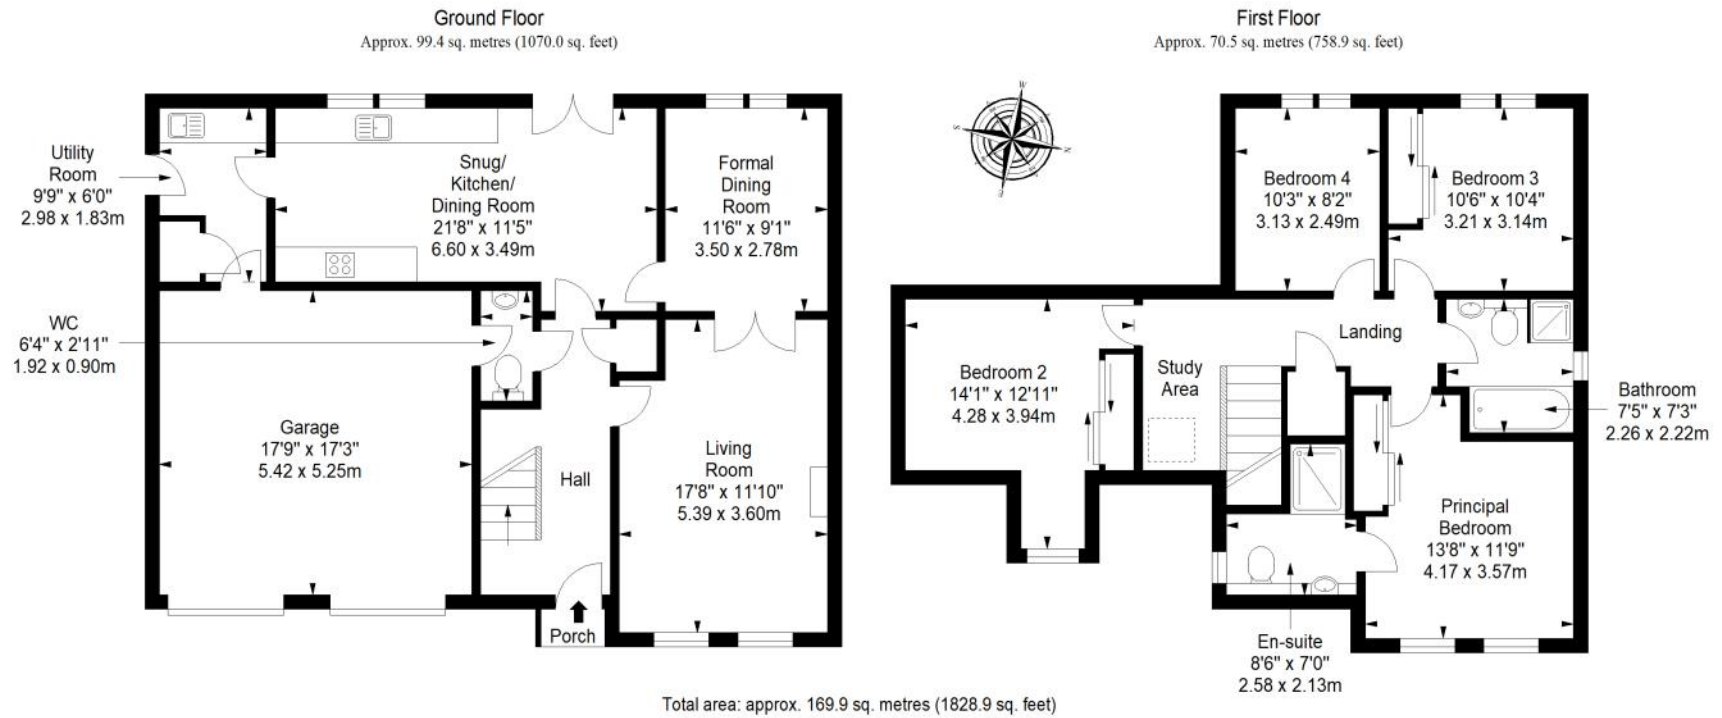 Ground Floor
Approx. 99.4 sq. metres (1070.0 sq. feet)
Utility
Room
9'9" x 6'0"
2.98 x 1.83m
Snug/
Kitchen/
Dining Room
21'8" x 11'5"
6.60 x 3.49m
Formal
Dining
Room
11'6" x 9'1"
3.50 x 2.78m
WC
6'4" x 2'11"
1.92 x 0.90m
Garage
17'9" x 17'3"
5.42 x 5.25m
Hall
Living
Room
17'8" x 11'10"
5.39 x 3.60m
Porch
First Floor
Approx. 70.5 sq. metres (758.9 sq. feet)
W
S
N
Bedroom 4
10'3" x 8'2"
3.13 x 2.49m
Bedroom 3
10'6" x 10'4"
3.21 x 3.14m
Landing
Bedroom 2
14'1" x 12'11"
4.28 x 3.94m
Study
Area
Bathroom
7'5" x 7'3"
2.26 x 2.22m
Principal
Bedroom
13'8" x 11'9"
4.17 x 3.57m
En-suite
8'6" x 7'0"
2.58 x 2.13m
Total area: approx. 169.9 sq. metres (1828.9 sq. feet)